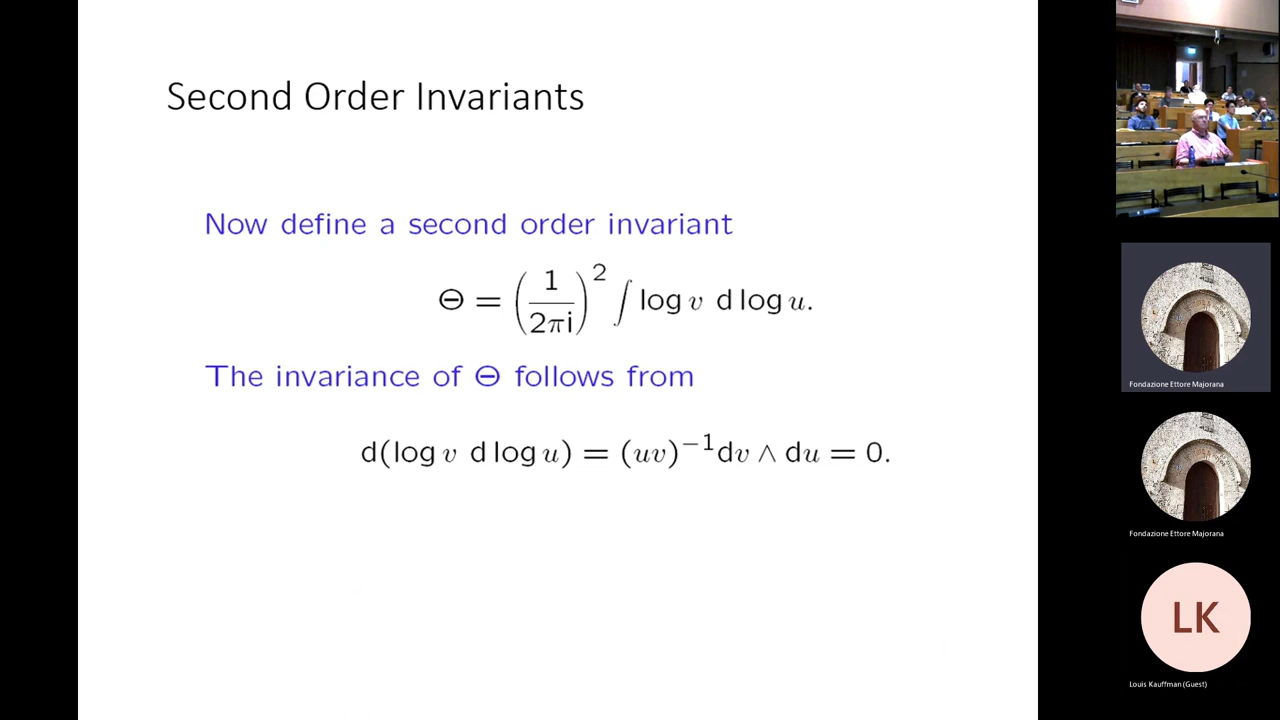 Second Order Invariants
Now define a second order invariant
Θ = (1/2πi)² ∫ log v d log u.
The invariance of Θ follows from
d(log v d log u) = (uv)⁻¹dv ∧ du = 0.
Fondazione Ettore Majorana
Fondazione Ettore Majorana
LK
Louis Kauffman (Guest)